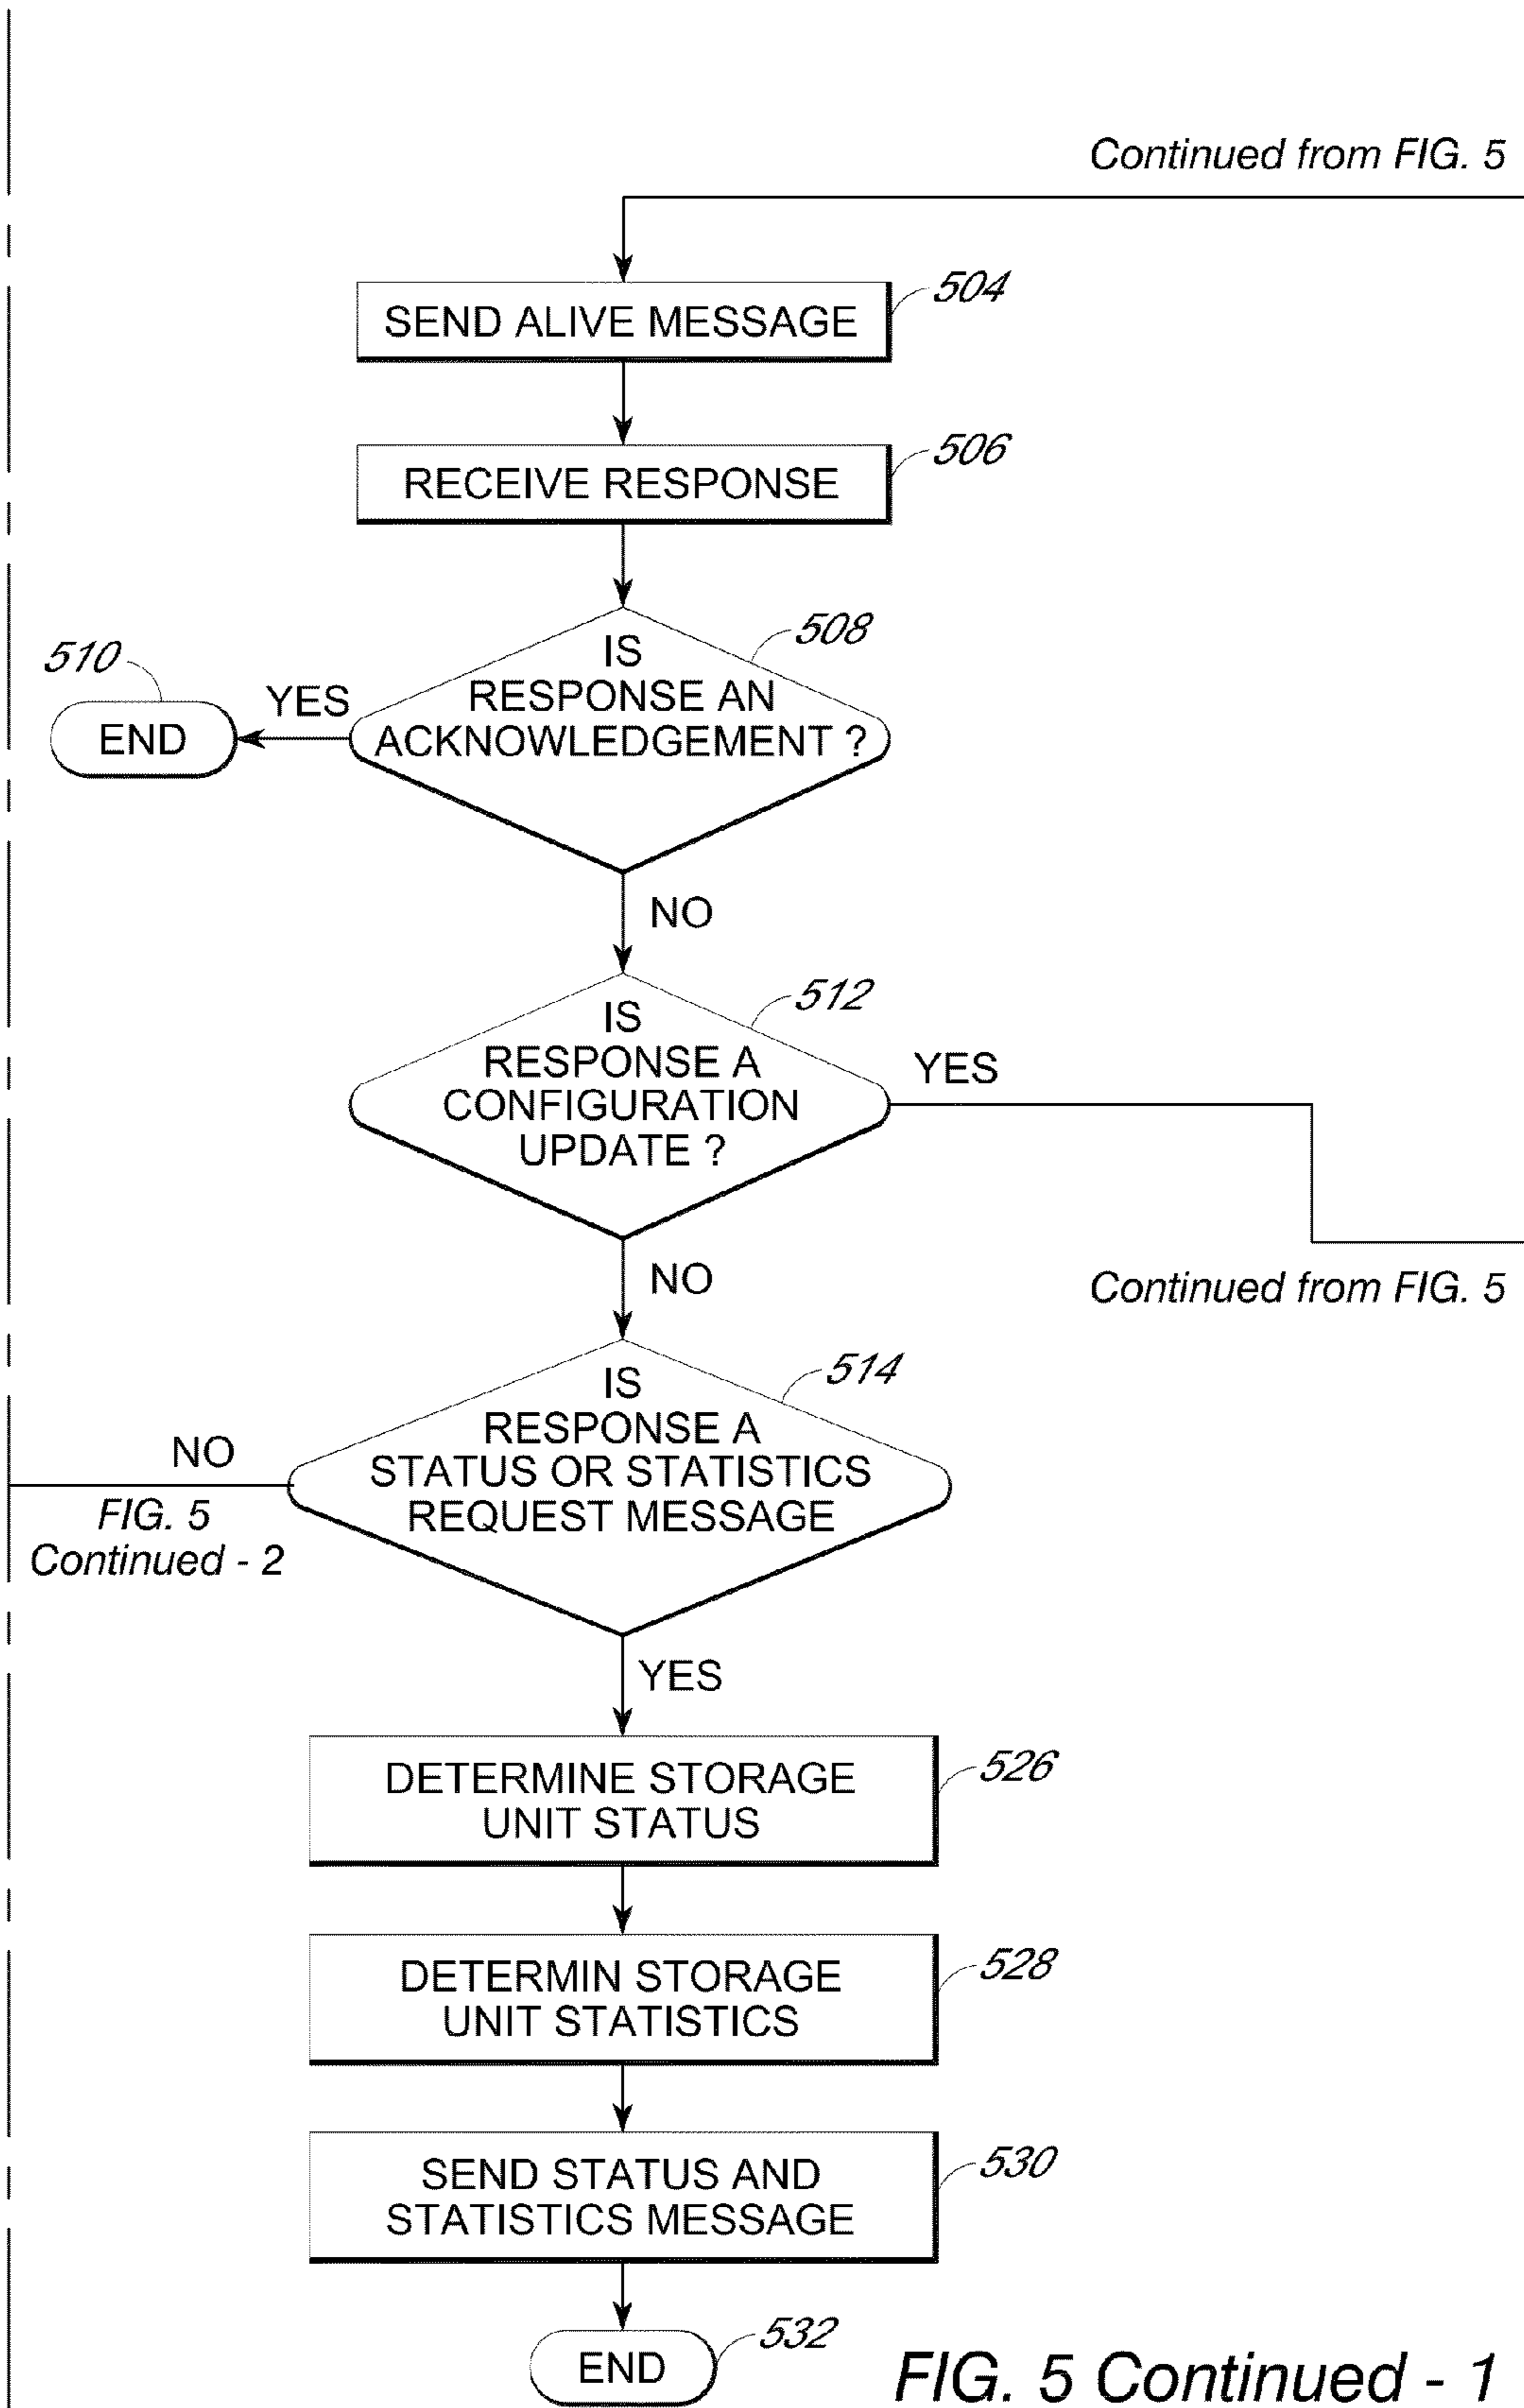 Continued from FIG. 5
504
SEND ALIVE MESSAGE
506
RECEIVE RESPONSE
508
IS
RESPONSE AN
ACKNOWLEDGEMENT ?
510
YES
END
NO
512
IS
RESPONSE A
CONFIGURATION
UPDATE ?
YES
Continued from FIG. 5
NO
514
IS
RESPONSE A
STATUS OR STATISTICS
REQUEST MESSAGE
NO
FIG. 5
Continued - 2
YES
526
DETERMINE STORAGE
UNIT STATUS
528
DETERMIN STORAGE
UNIT STATISTICS
530
SEND STATUS AND
STATISTICS MESSAGE
532
END
FIG. 5 Continued - 1